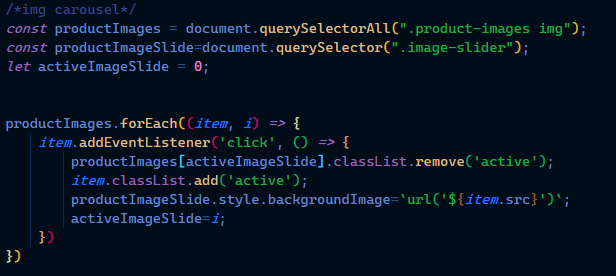 /*img carousel*/
const productImages = document.querySelectorAll(".product-images img");
const productImageSlide=document.querySelector(".image-slider");
let activeImageSlide = 0;
productImages.forEach((item, i) => {
    item.addEventListener('click', () => {
        productImages[activeImageSlide].classList.remove('active');
        item.classList.add('active');
        productImageSlide.style.backgroundImage=`url('${item.src}')`;
        activeImageSlide=i;
    })
})